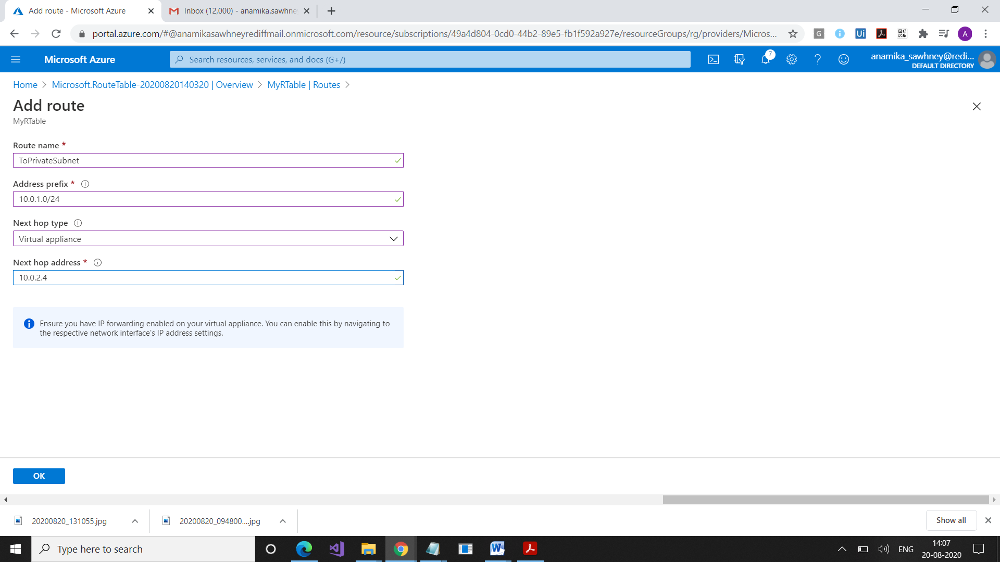 Add route - Microsoft Azure
Inbox (12,000) - anamika.sawhne
portal.azure.com/#@anamikasawhneyrediffmail.onmicrosoft.com/resource/subscriptions/49a4d804-0cd0-44b2-89e5-fb1f592a927e/resourceGroups/rg/providers/Micros...
G
Ui
A
Microsoft Azure
Search resources, services, and docs (G+/)
7
anamika_sawhney@redi...
DEFAULT DIRECTORY
Home > Microsoft.RouteTable-20200820140320 | Overview > MyRTable | Routes >
Add route
MyRTable
Route name *
ToPrivateSubnet
Address prefix *
10.0.1.0/24
Next hop type
Virtual appliance
Next hop address *
10.0.2.4
Ensure you have IP forwarding enabled on your virtual appliance. You can enable this by navigating to
the respective network interface's IP address settings.
OK
20200820_131055.jpg
20200820_094800....jpg
Show all
Type here to search
ENG
14:07
20-08-2020